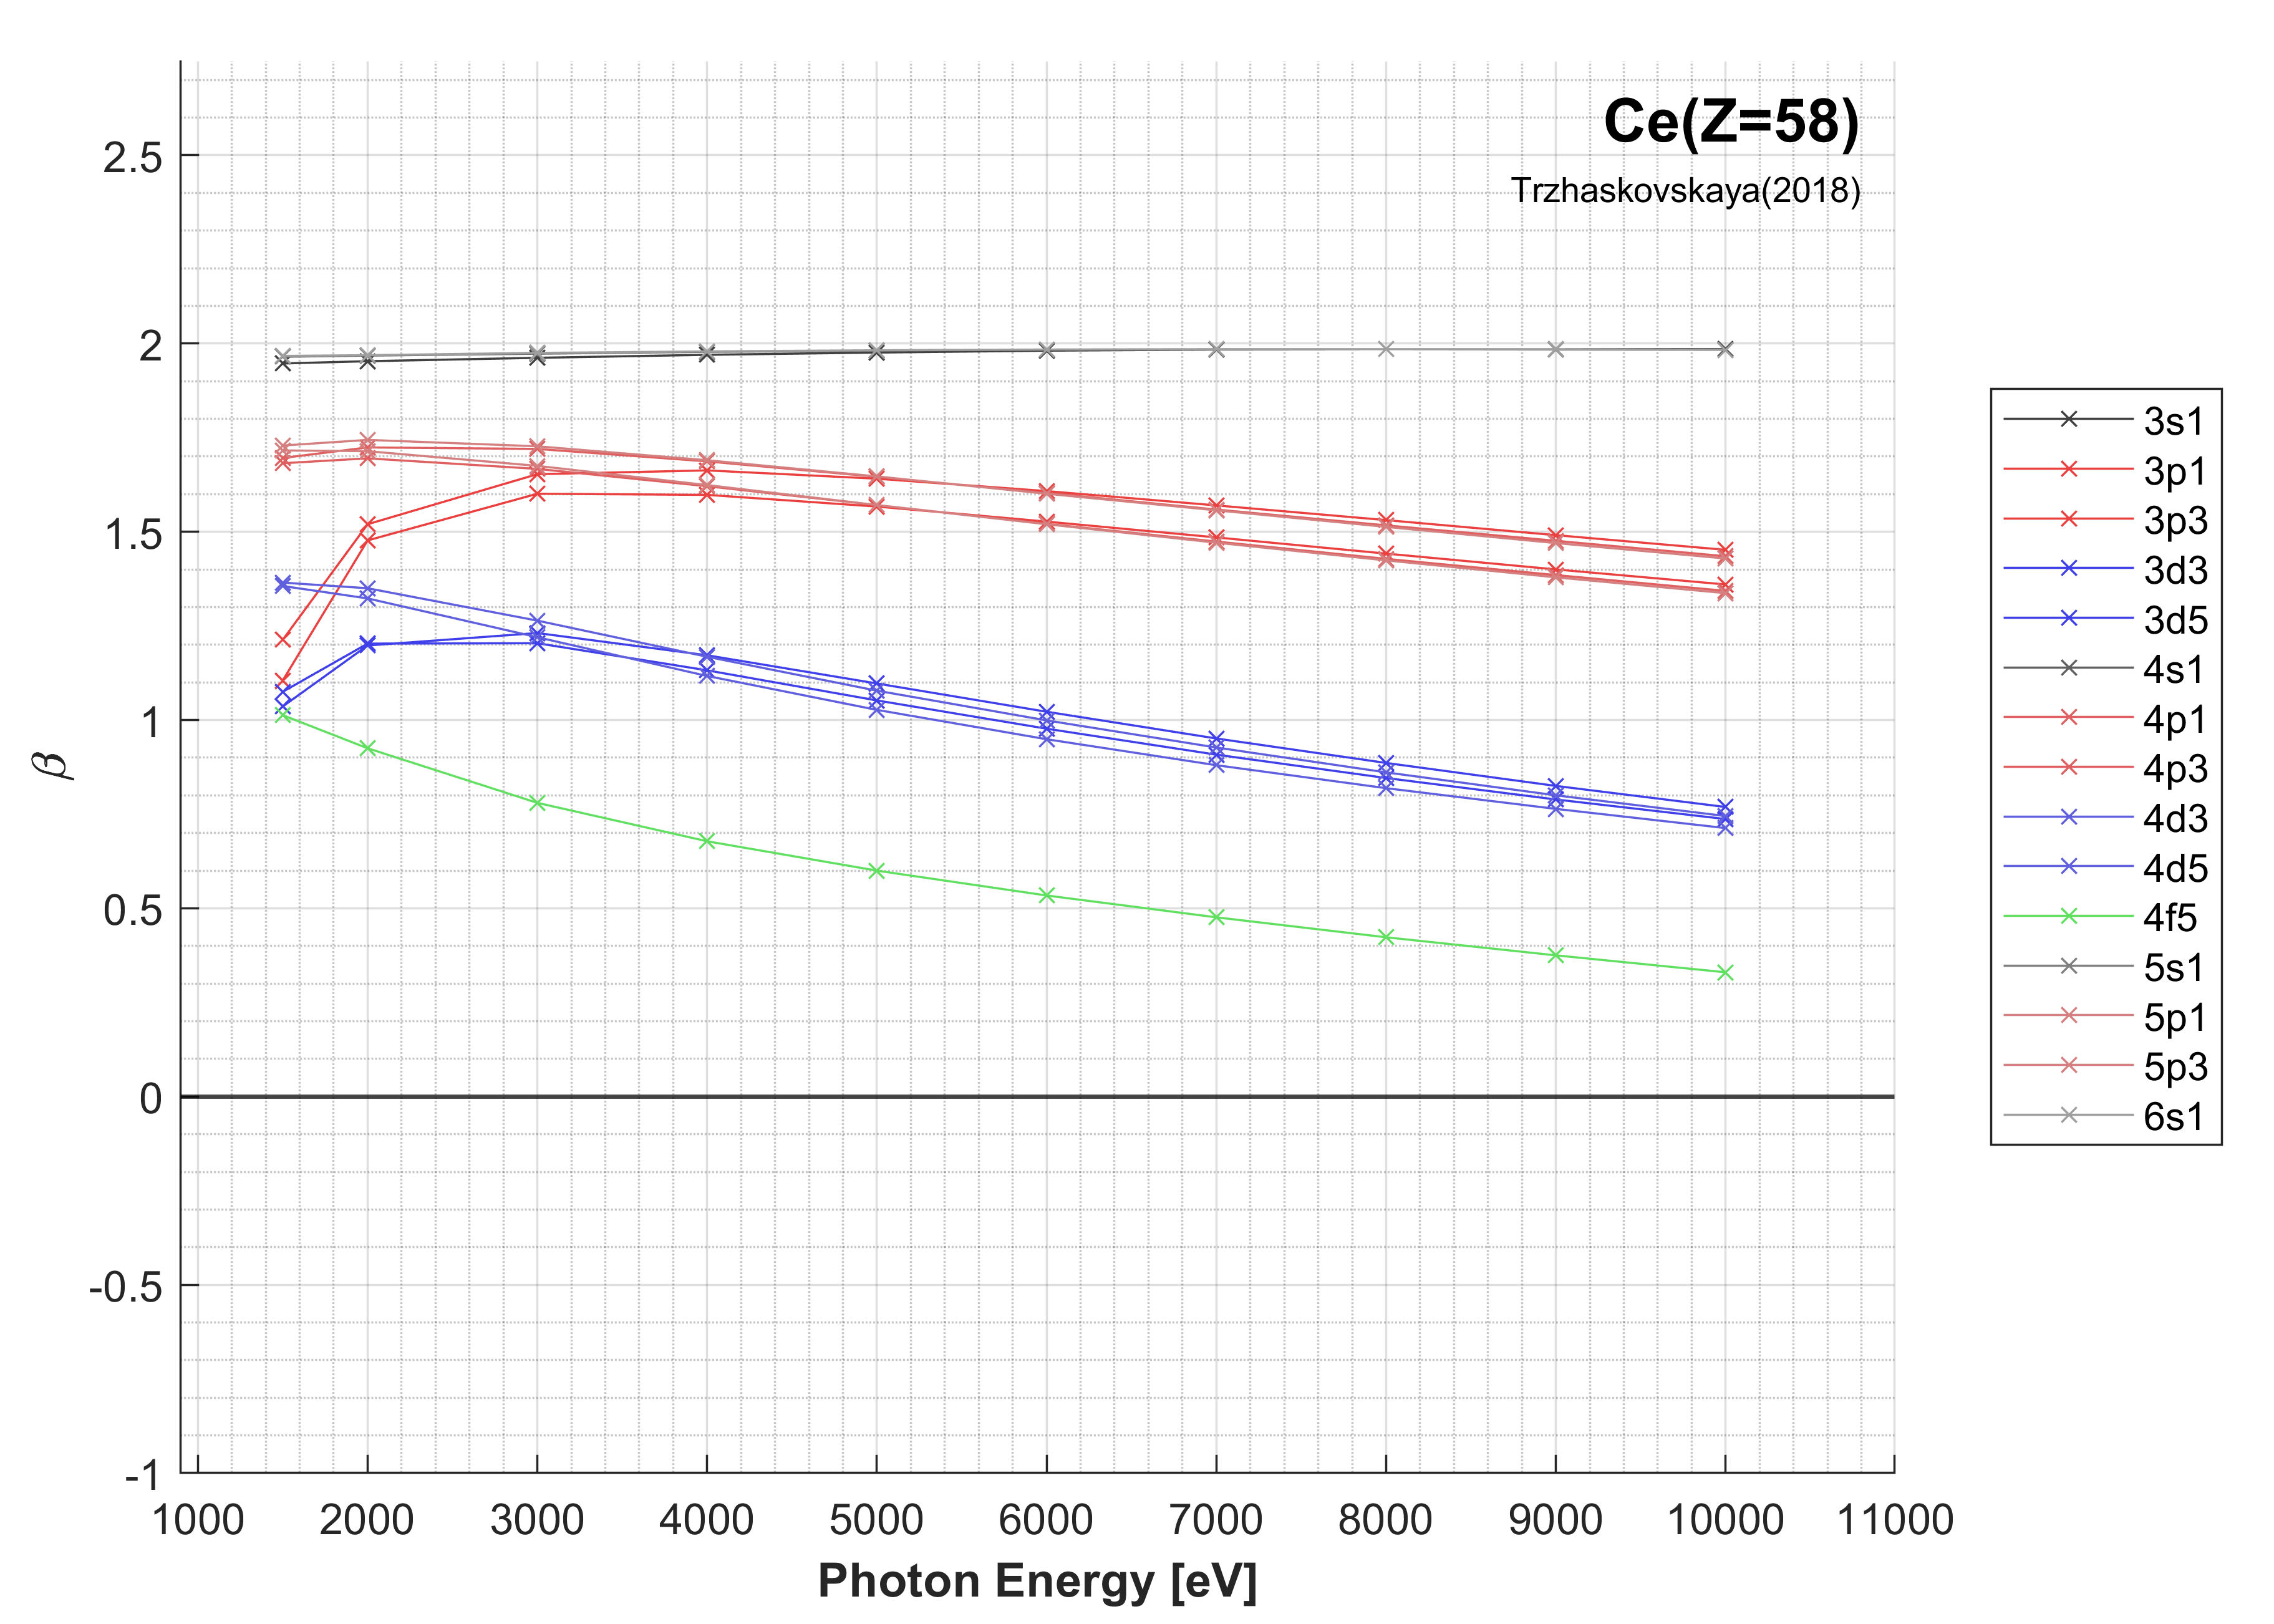 Ce(Z=58)
Trzhaskovskaya(2018)
2.5
2
1.5
1
0.5
0
-0.5
-1
β
1000 2000 3000 4000 5000 6000 7000 8000 9000 10000 11000
Photon Energy [eV]
3s1
3p1
3p3
3d3
3d5
4s1
4p1
4p3
4d3
4d5
4f5
5s1
5p1
5p3
6s1